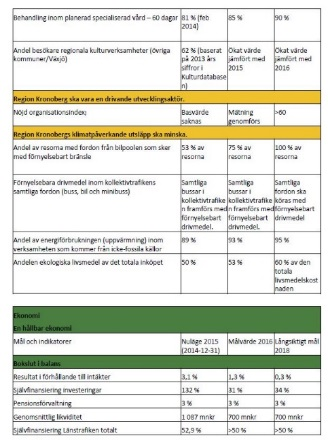 Behandling inom planerad specialiserad vård – 60 dagar
81 % (feb 2014)
85 %
90 %
Andel besökare regionala kulturverksamheter (övriga kommuner/Växjö)
62 % (baserat på 2013 års siffror i Kulturdatabasen)
Ökat värde jämfört med 2015
Ökat värde jämfört med 2016
Region Kronoberg ska vara en drivande utvecklingsaktör.
Nöjd organisationsindex;
Basvärde saknas
Mätning genomförs
>60
Region Kronobergs klimatpåverkande utsläpp ska minska.
Andel av resorna med fordon från bilpoolen som sker med förnyelsebart bränsle
53 % av resorna
75 % av resorna
100 % av resorna
Förnyelsebara drivmedel inom kollektivtrafikens samtliga fordon (buss, bil och minibuss)
Samtliga bussar i kollektivtrafiken framförs med förnyelsebart drivmedel.
Samtliga bussar i kollektivtrafiken framförs med förnyelsebart drivmedel.
Samtliga fordon ska köras med förnyelsebart drivmedel
Andel av energiförbrukningen (uppvärmning) inom verksamheten som kommer från icke-fossila källor
89 %
93 %
95 %
Andelen ekologiska livsmedel av det totala inköpet
50 %
53 %
60 % av den totala livsmedelskostnaden
Ekonomi
En hållbar ekonomi
Mål och indikatorer
Nuläge 2015 (2014-12-31)
Målvärde 2016
Långsiktigt mål 2018
Bokslut i balans
Resultat i förhållande till intäkter
3,1 %
1,3 %
0,3 %
Självfinansiering investeringar
132 %
31 %
34 %
Pensionsförvaltning
3 %
3 %
3 %
Genomsnittlig likviditet
1 087 mnkr
700 mnkr
700 mnkr
Självfinansiering Länstrafiken totalt
52,9 %
>50 %
>50 %